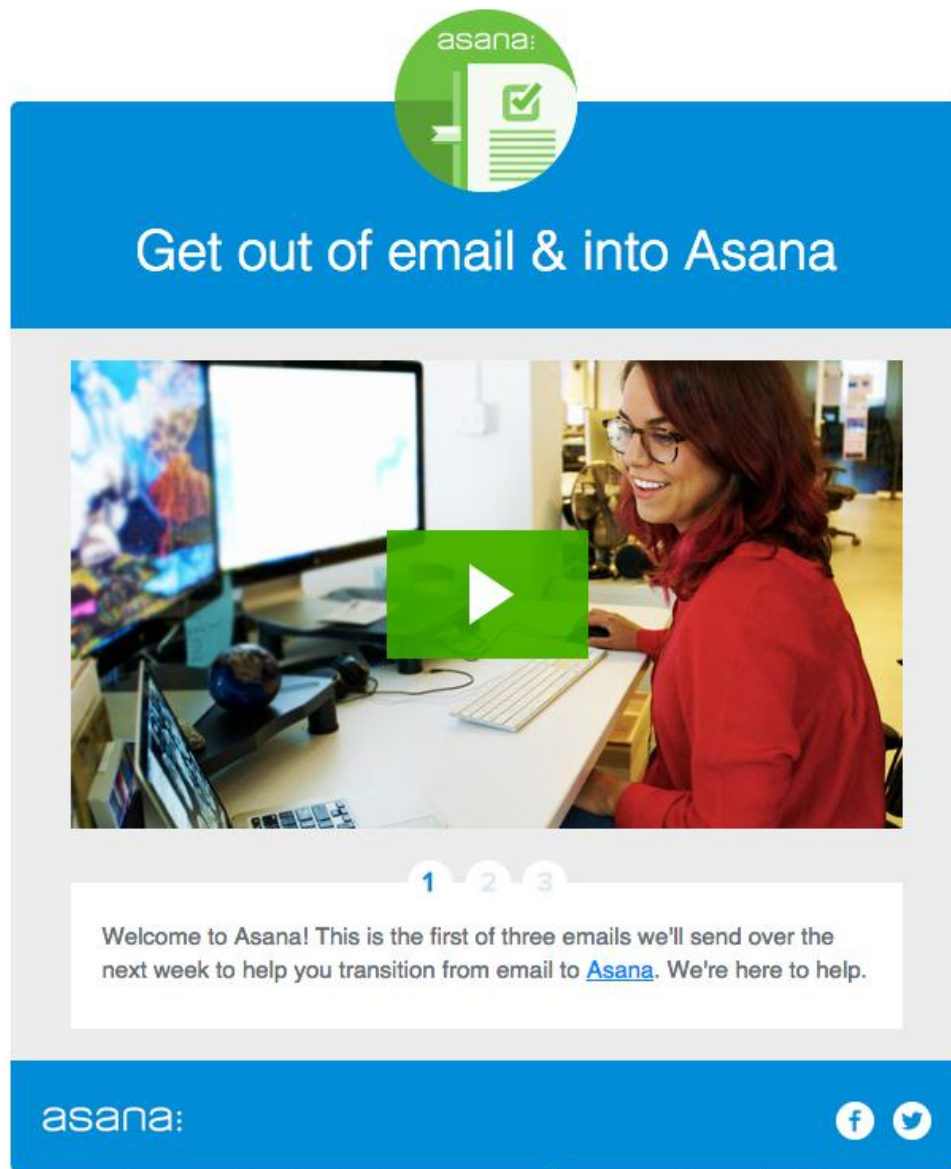 asana:
Get out of email & into Asana
1 2 3
Welcome to Asana! This is the first of three emails we'll send over the
next week to help you transition from email to Asana. We're here to help.
asana: